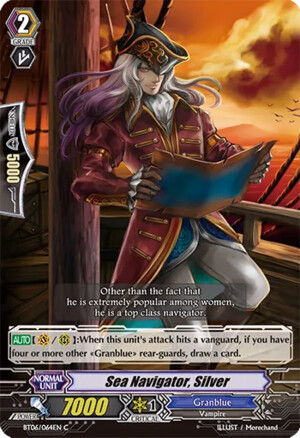 2
GRADE
SHIELD
5000
Other than the fact that
he is extremely popular among women,
he is a top class navigator.
AUTO [ / ]:When this unit's attack hits a vanguard, if you have
four or more other «Granblue» rear-guards, draw a card.
NORMAL
UNIT
Sea Navigator, Silver
POWER
7000
1
CRITICAL
Granblue
Vampire
BT06/064EN C
ILLUST / Morechand